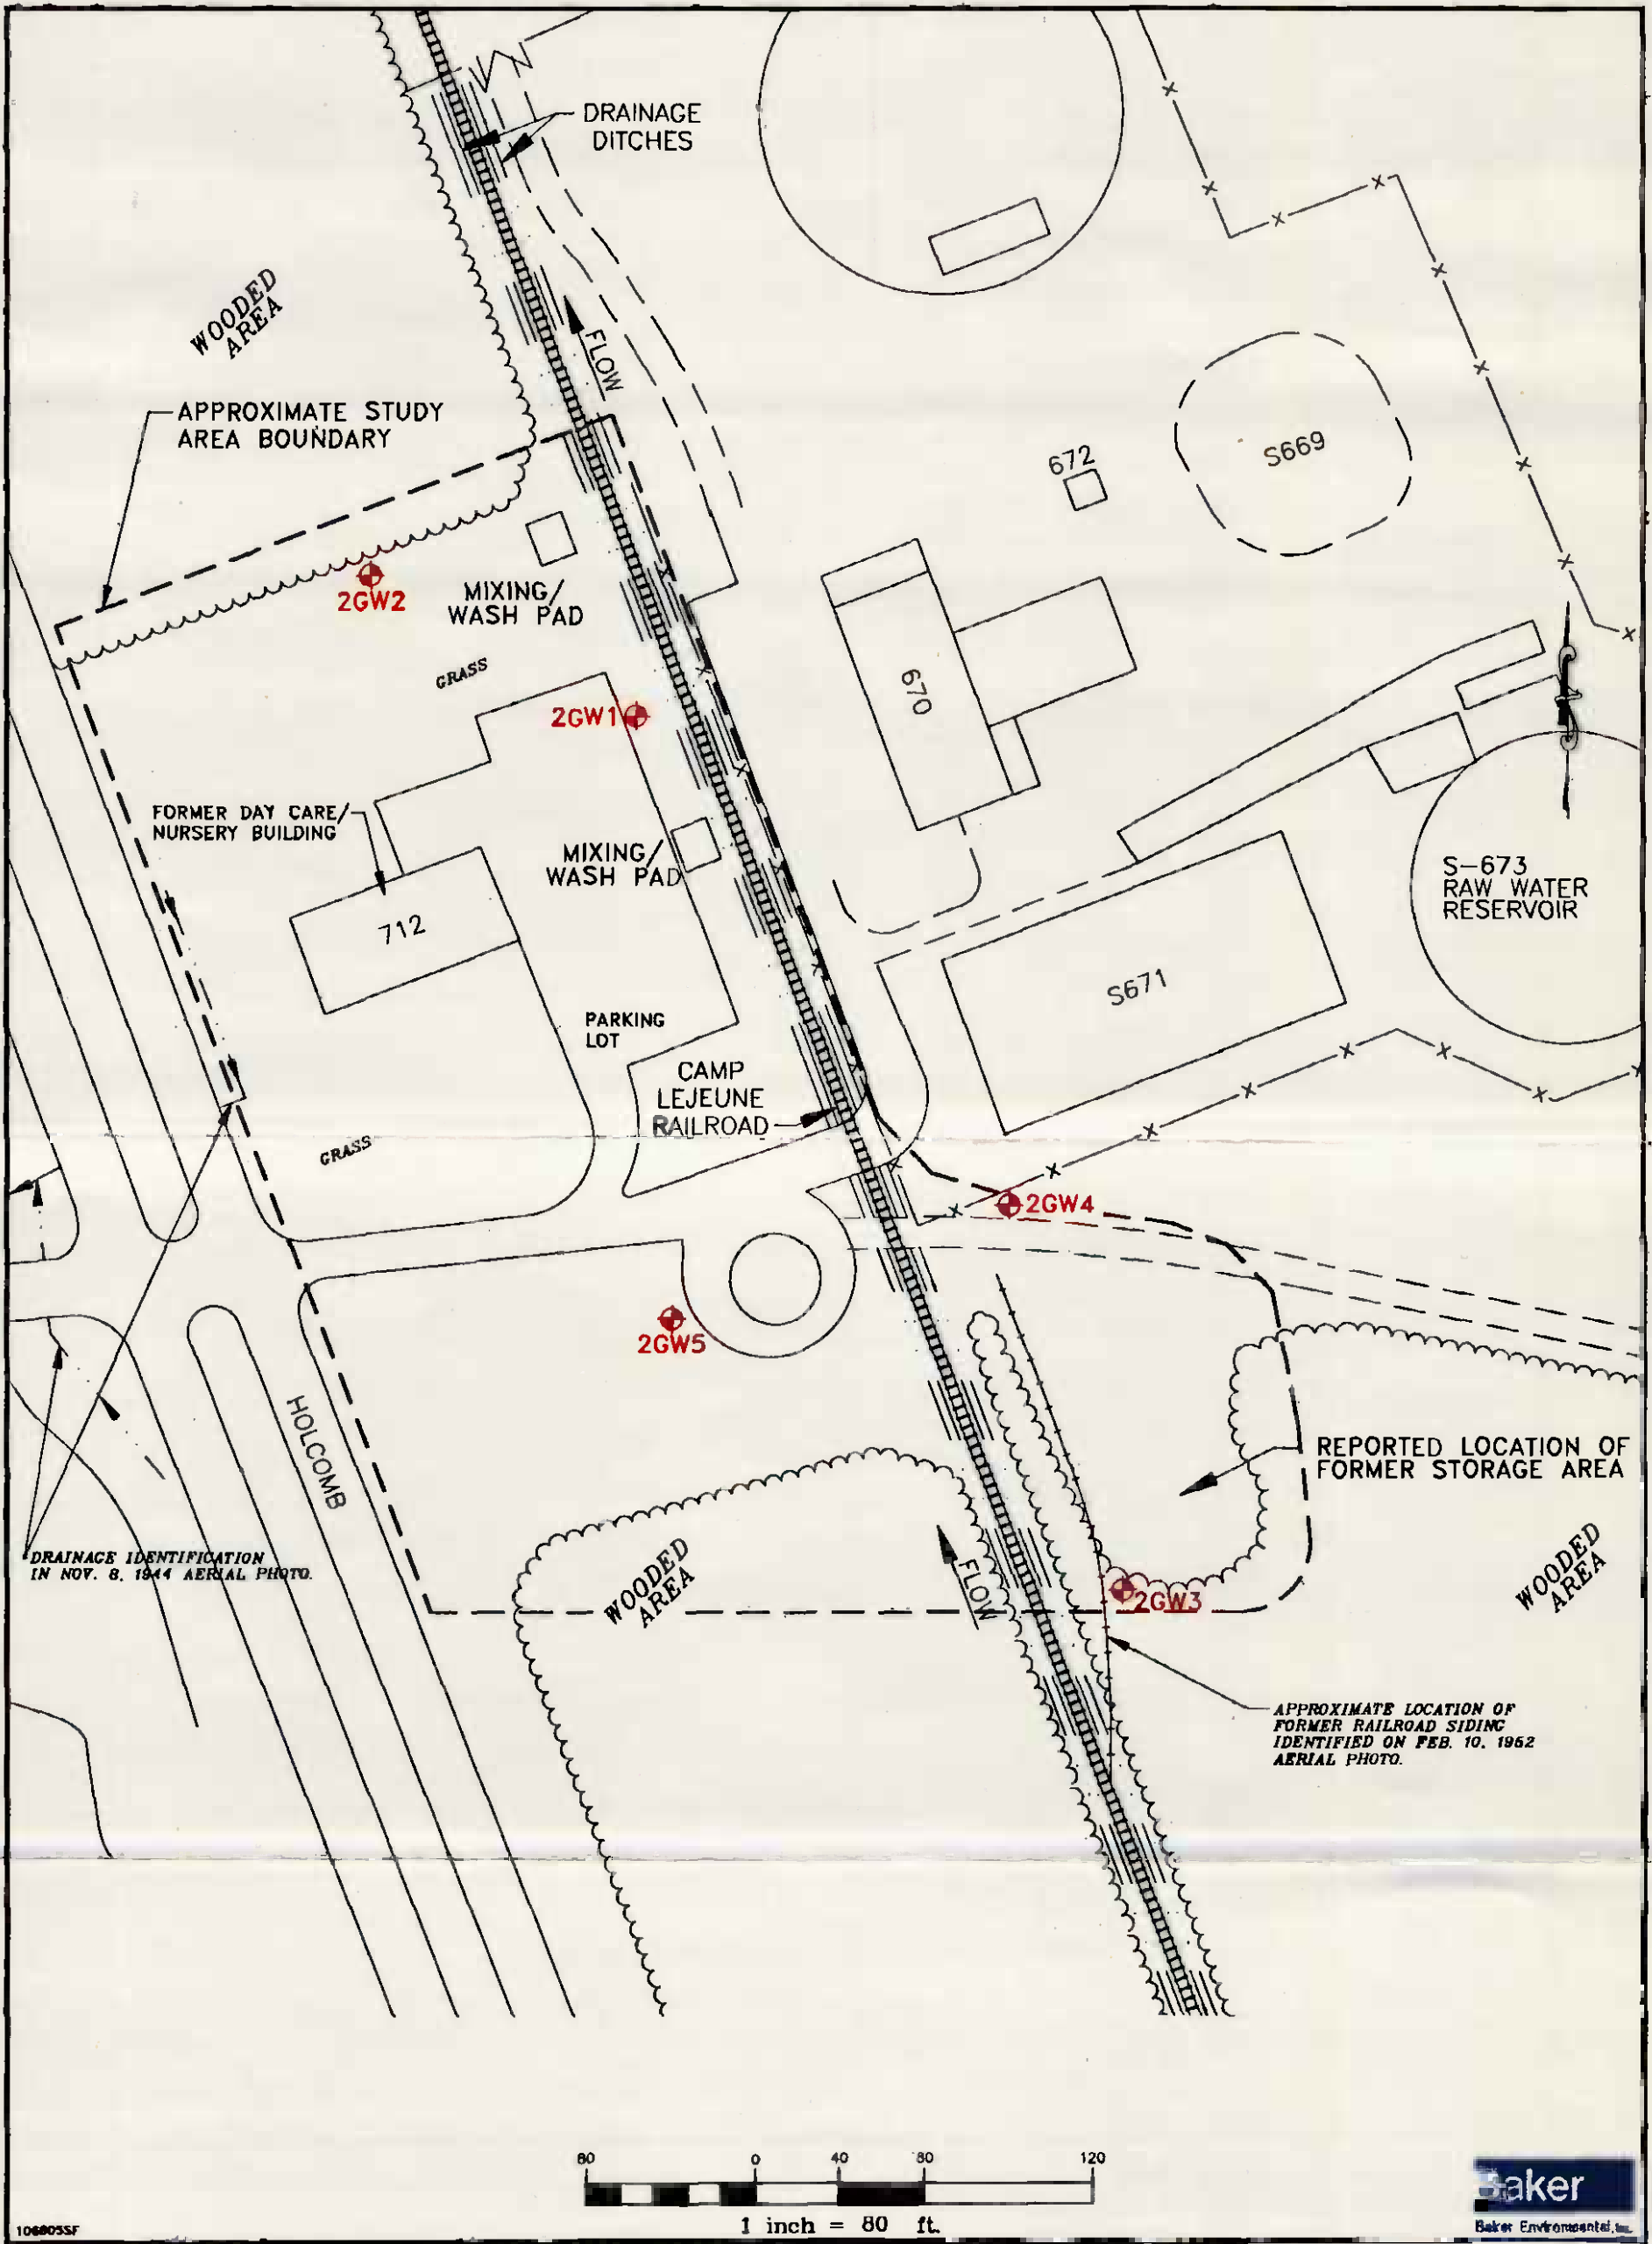 DRAINAGE
DITCHES
WOODED
AREA
FLOW
APPROXIMATE STUDY
AREA BOUNDARY
672
S669
2GW2
MIXING/
WASH PAD
GRASS
2GW1
670
FORMER DAY CARE/
NURSERY BUILDING
MIXING/
WASH PAD
S-673
RAW WATER
RESERVOIR
712
S671
PARKING
LOT
CAMP
LEJEUNE
RAILROAD
GRASS
2GW4
2GW5
HOLCOMB
REPORTED LOCATION OF
FORMER STORAGE AREA
DRAINAGE IDENTIFICATION
IN NOV. 8, 1944 AERIAL PHOTO.
WOODED
AREA
FLOW
2GW3
WOODED
AREA
APPROXIMATE LOCATION OF
FORMER RAILROAD SIDING
IDENTIFIED ON FEB. 10, 1962
AERIAL PHOTO.
80 0 40 80 120
1 inch = 80 ft.
106805SF
Baker
Baker Environmental, Inc.